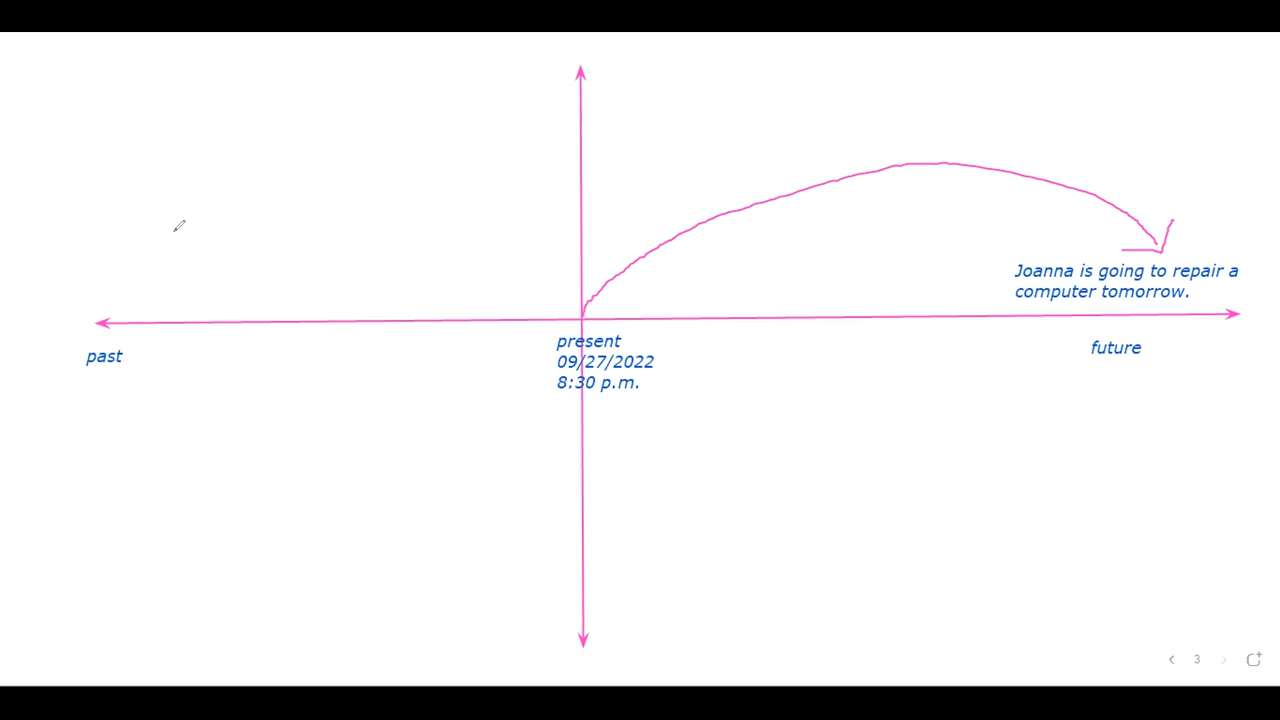 Joanna is going to repair a
computer tomorrow.
past
present
09/27/2022
8:30 p.m.
future
3